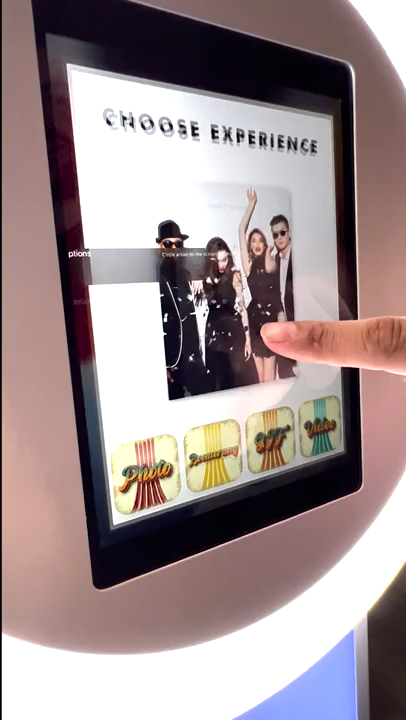 CHOOSE EXPERIENCE
ptions
Circle areas on the screen
Photo
Boomerang
GIF
Video